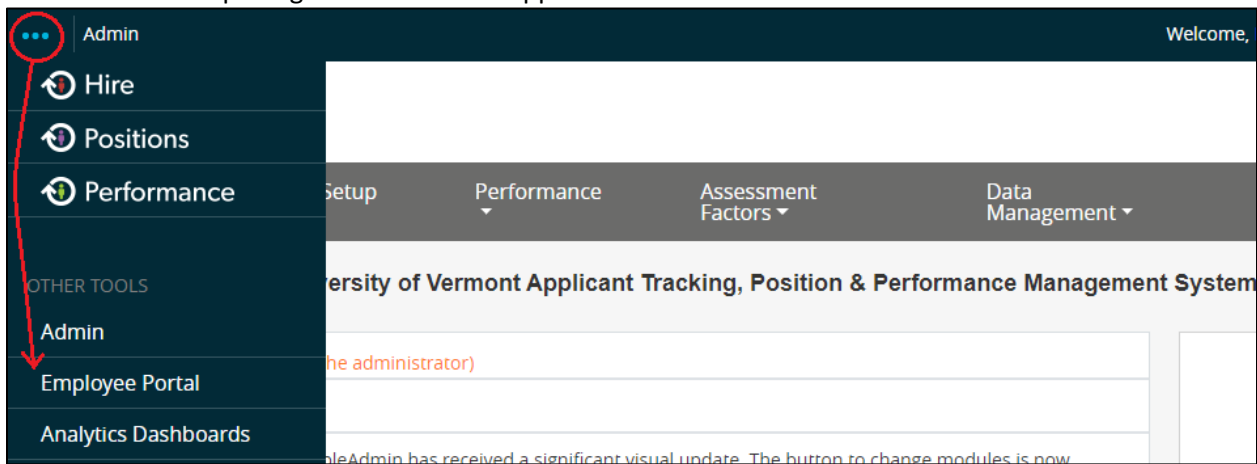 Admin
Welcome,
Hire
Positions
Performance
Setup
Performance
Assessment
Factors
Data
Management
OTHER TOOLS
versity of Vermont Applicant Tracking, Position & Performance Management System
Admin
he administrator)
Employee Portal
Analytics Dashboards
has received a significant visual update. The button to change modules is now